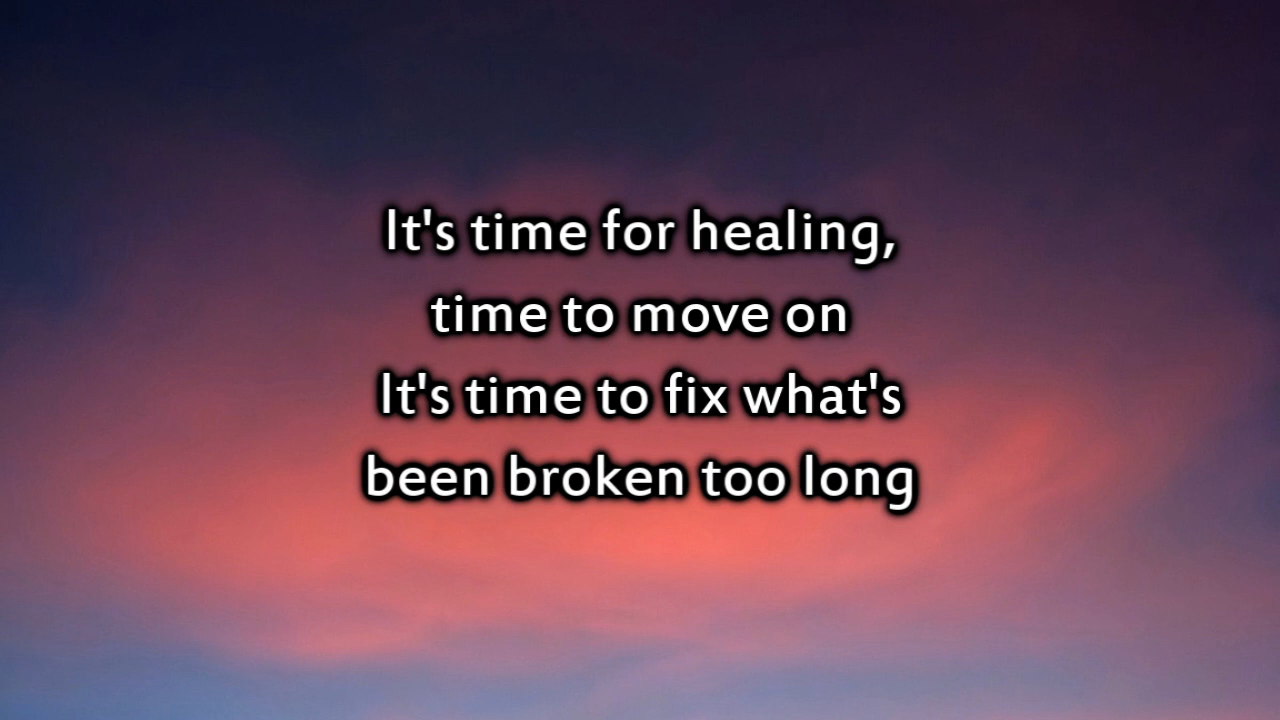 It's time for healing,
time to move on
It's time to fix what's
been broken too long